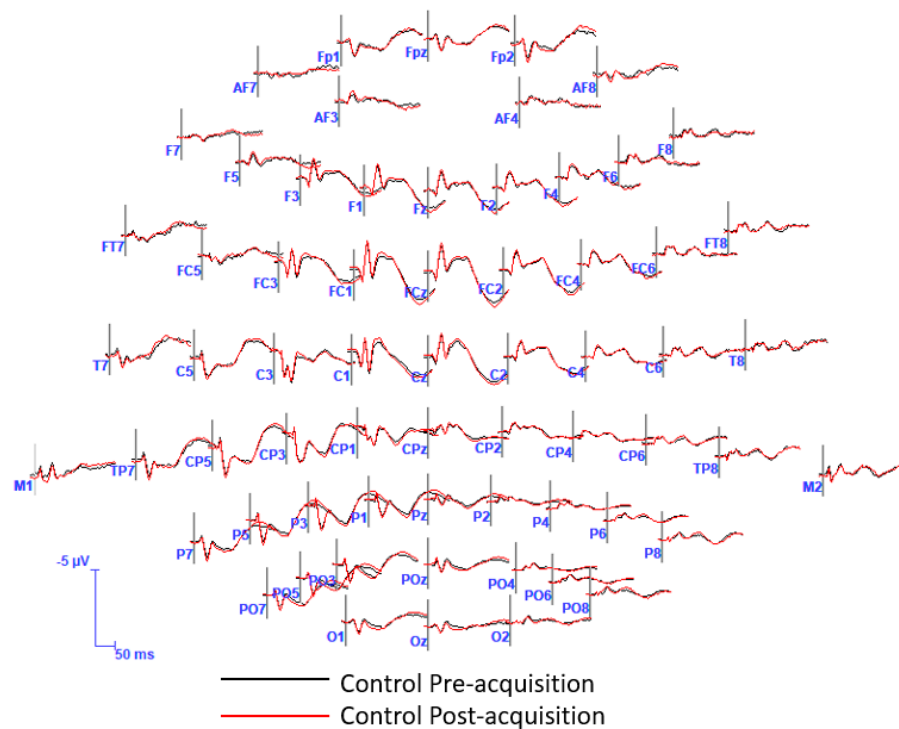 Fp1 Fpz Fp2
AF7 AF8
AF3 AF4
F7 F5 F3 F1 Fz F2 F4 F6 F8
FT7 FC5 FC3 FC1 FCz FC2 FC4 FC6 FT8
T7 C5 C3 C1 Cz C2 C4 C6 T8
M1 TP7 CP5 CP3 CP1 CPz CP2 CP4 CP6 TP8 M2
P7 P5 P3 P1 Pz P2 P4 P6 P8
PO7 PO5 PO3 POz PO4 PO6 PO8
O1 Oz O2
-5 µV
50 ms
Control Pre-acquisition
Control Post-acquisition